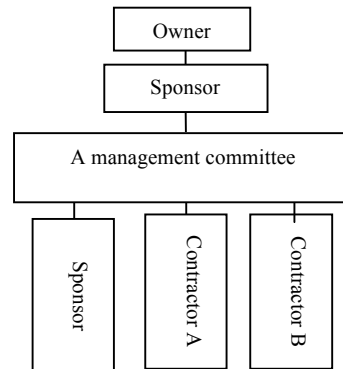 Owner
Sponsor
A management committee
Sponsor
Contractor A
Contractor B